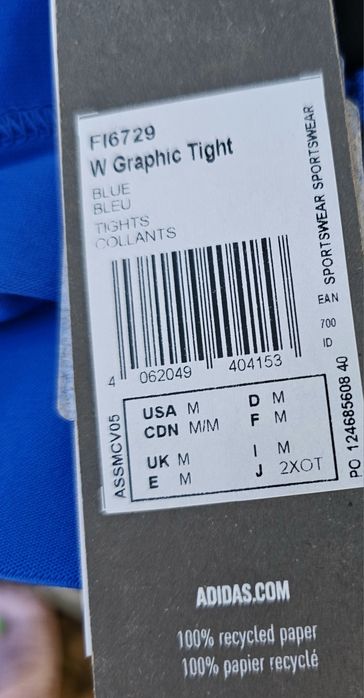 FI6729
W Graphic Tight
BLUE
BLEU
TIGHTS
COLLANTS
SPORTSWEAR SPORTSWEAR
EAN
700
ID
4 062049 404153
ASSMCV05
USA M D M
CDN M/M F M
UK M I M
E M J 2XOT
PO 124685608 40
ADIDAS.COM
100% recycled paper
100% papier recyclé